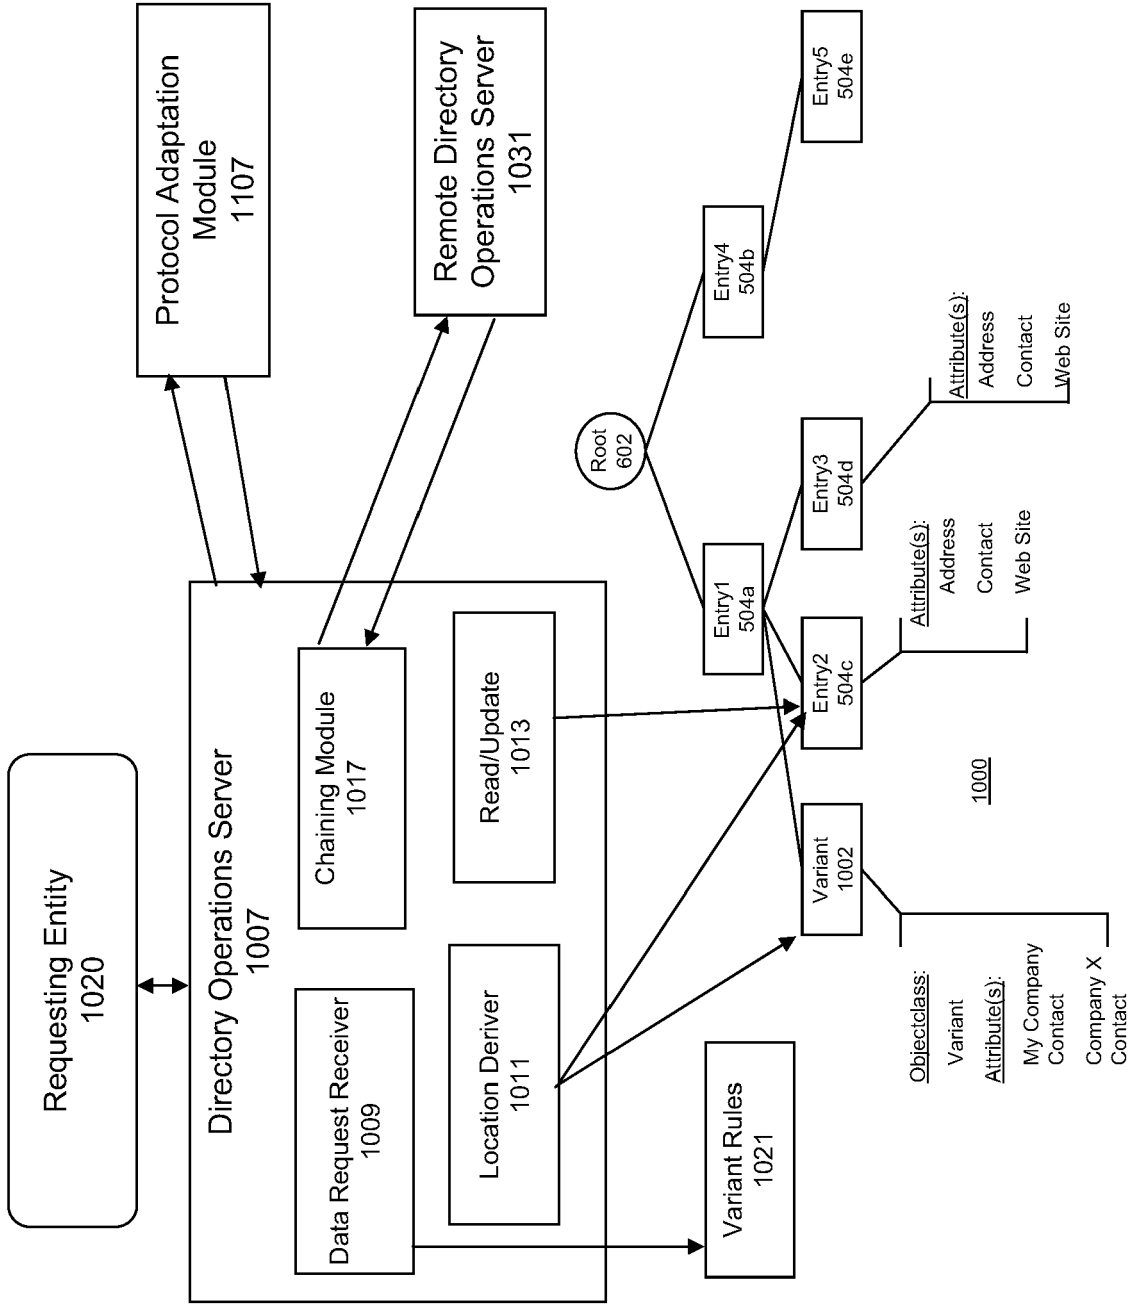 Requesting Entity
1020
Directory Operations Server
1007
Data Request Receiver
1009
Chaining Module
1017
Location Deriver
1011
Read/Update
1013
Protocol Adaptation
Module
1107
Remote Directory
Operations Server
1031
Variant Rules
1021
Root
602
Entry1
504a
Entry4
504b
Variant
1002
Entry2
504c
Entry3
504d
Entry5
504e
Objectclass:
Variant
Attribute(s):
My Company
Contact
Company X
Contact
Attribute(s):
Address
Contact
Web Site
Attribute(s):
Address
Contact
Web Site
1000